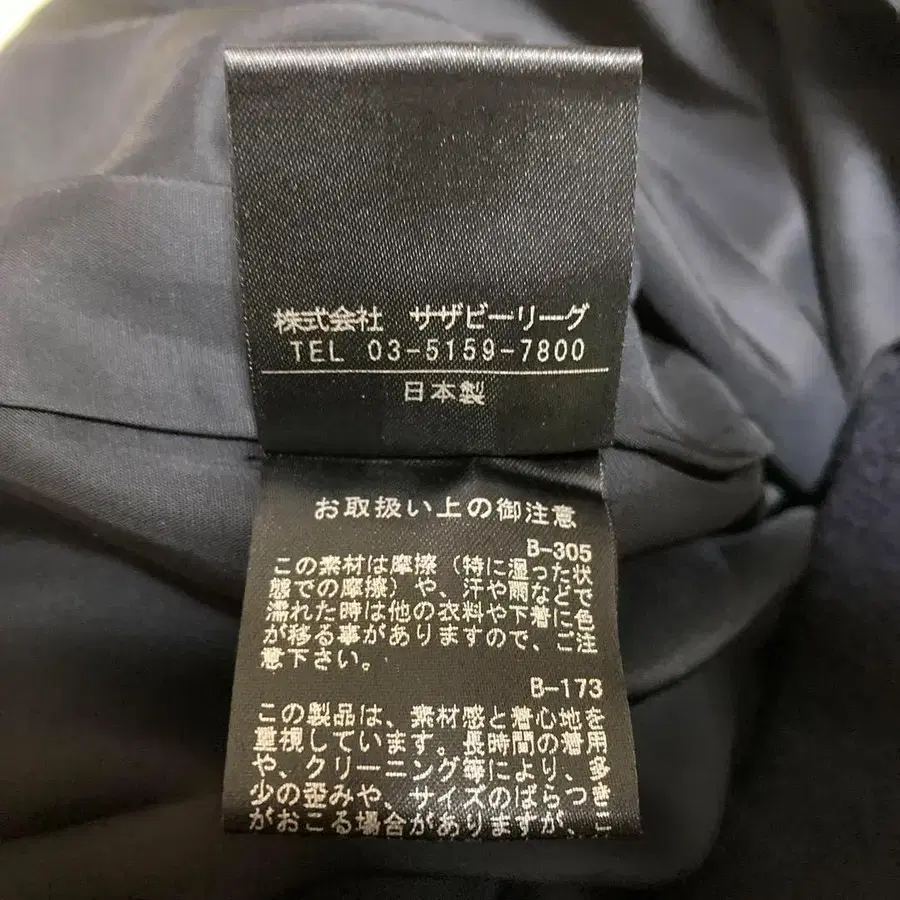 株式会社 サザビーリーグ
TEL 03-5159-7800
日本製
お取扱い上の御注意
B-305
この素材は摩擦（特に湿った状
態での摩擦）や、汗や雨などで
濡れた時は他の衣料や下着に色
が移る事がありますので、ご注
意下さい。
B-173
この製品は、素材感と着心地を
重視しています。長時間の着用
や、クリーニング等により、多
少の歪みや、サイズのばらつき
がおこる場合がありますが、こ